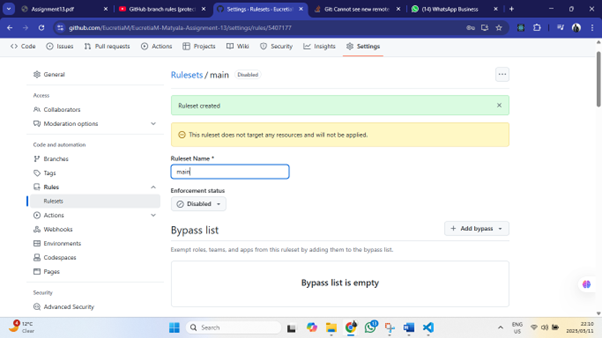 Assignment13.pdf
GitHub branch rules (protect
Settings · Rulesets · Eucreti
Git: Cannot see new remote
(14) WhatsApp Business
github.com/EucretiaM/EucretiaM-Matyala-Assignment-13/settings/rules/5407177
Code
Issues
Pull requests
Actions
Projects
Wiki
Security
Insights
Settings
General
Access
Collaborators
Moderation options
Code and automation
Branches
Tags
Rules
Rulesets
Actions
Webhooks
Environments
Codespaces
Pages
Security
Advanced Security
Rulesets / main Disabled
Ruleset created
This ruleset does not target any resources and will not be applied.
Ruleset Name *
main
Enforcement status
Disabled
Bypass list
Add bypass
Exempt roles, teams, and apps from this ruleset by adding them to the bypass list.
Bypass list is empty
12°C
Clear
Search
ENG
US
22:10
2025/05/11